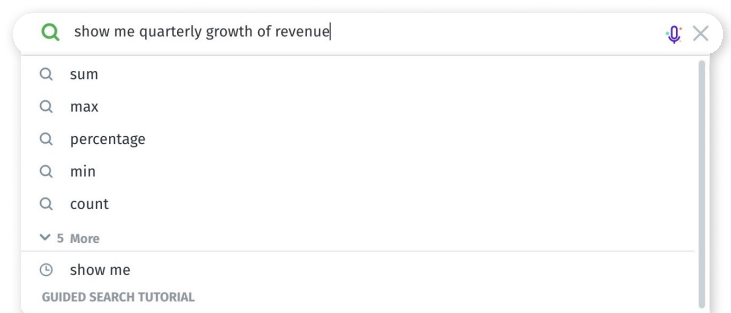 show me quarterly growth of revenue
sum
max
percentage
min
count
5 More
show me
GUIDED SEARCH TUTORIAL